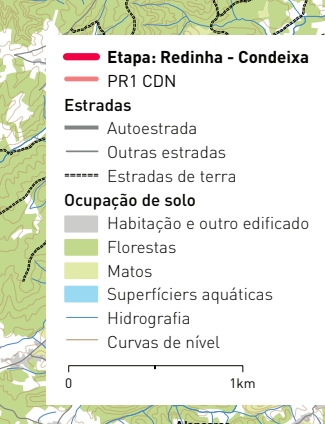 Etapa: Redinha - Condeixa
PR1 CDN
Estradas
Autoestrada
Outras estradas
Estradas de terra
Ocupação de solo
Habitação e outro edificado
Florestas
Matos
Superfíciers aquáticas
Hidrografia
Curvas de nível
0 1km